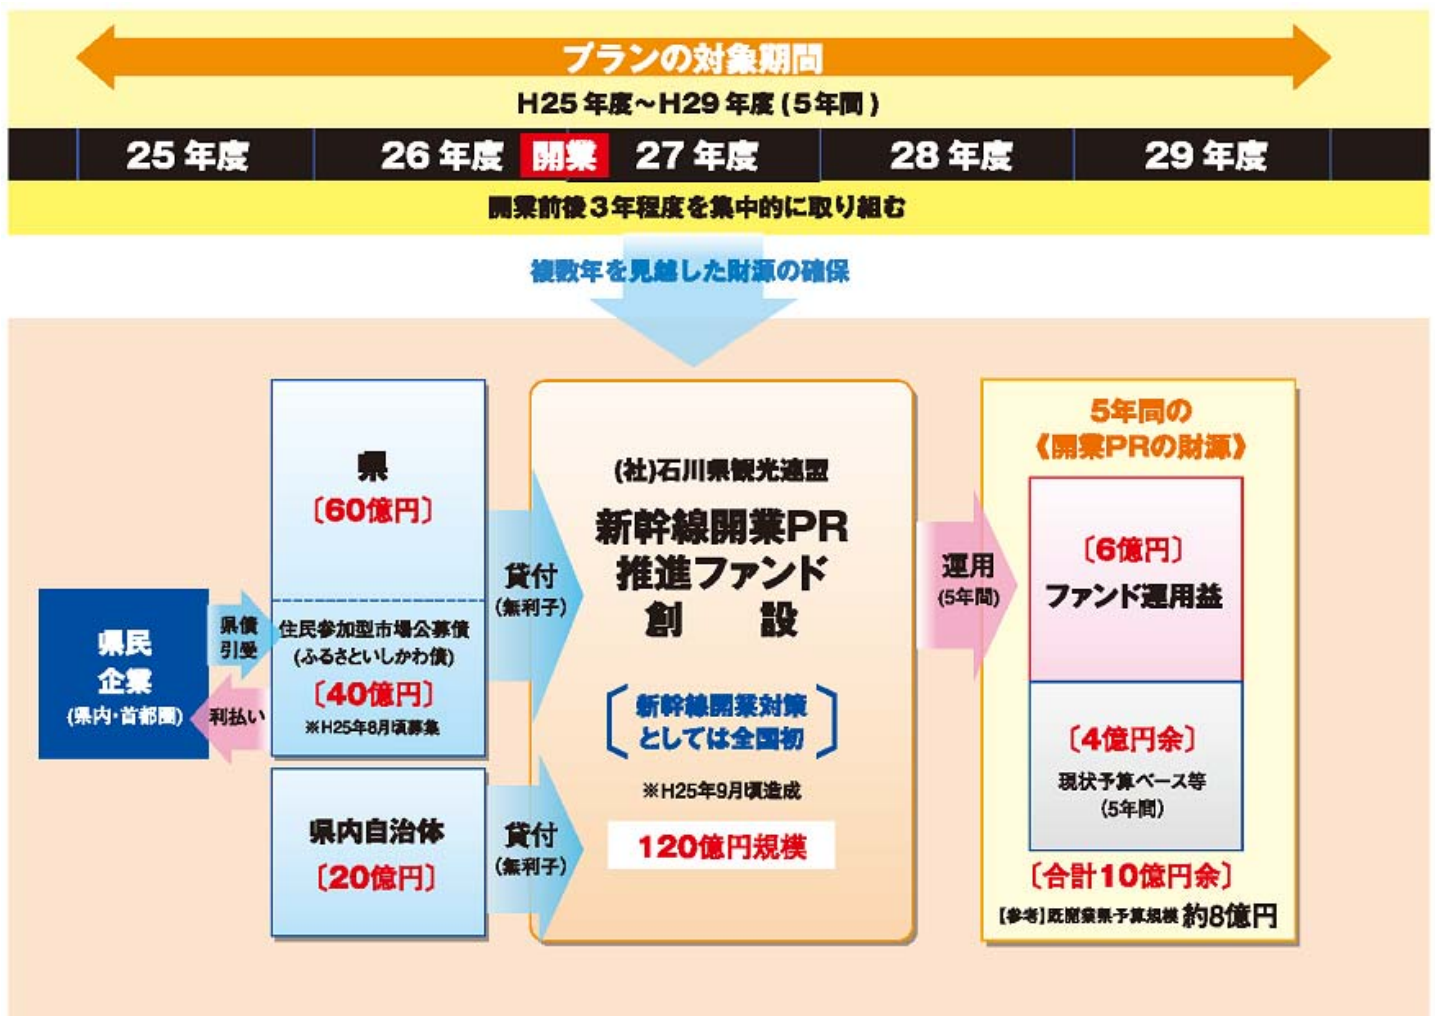 プランの対象期間
H25年度～H29年度(5年間)
25年度
26年度
開業
27年度
28年度
29年度
開業前後3年程度を集中的に取り組む
複数年を見越した財源の確保
県民
企業
(県内・首都圏)
県債
引受
利払い
県
〔60億円〕
住民参加型市場公募債
(ふるさといしかわ債)
〔40億円〕
※H25年8月頃募集
県内自治体
〔20億円〕
貸付
(無利子)
貸付
(無利子)
(社)石川県観光連盟
新幹線開業PR
推進ファンド
創 設
新幹線開業対策
としては全国初
※H25年9月頃造成
120億円規模
運用
(5年間)
5年間の
《開業PRの財源》
〔6億円〕
ファンド運用益
〔4億円余〕
現状予算ベース等
(5年間)
〔合計10億円余〕
【参考】既開業県予算規模 約8億円